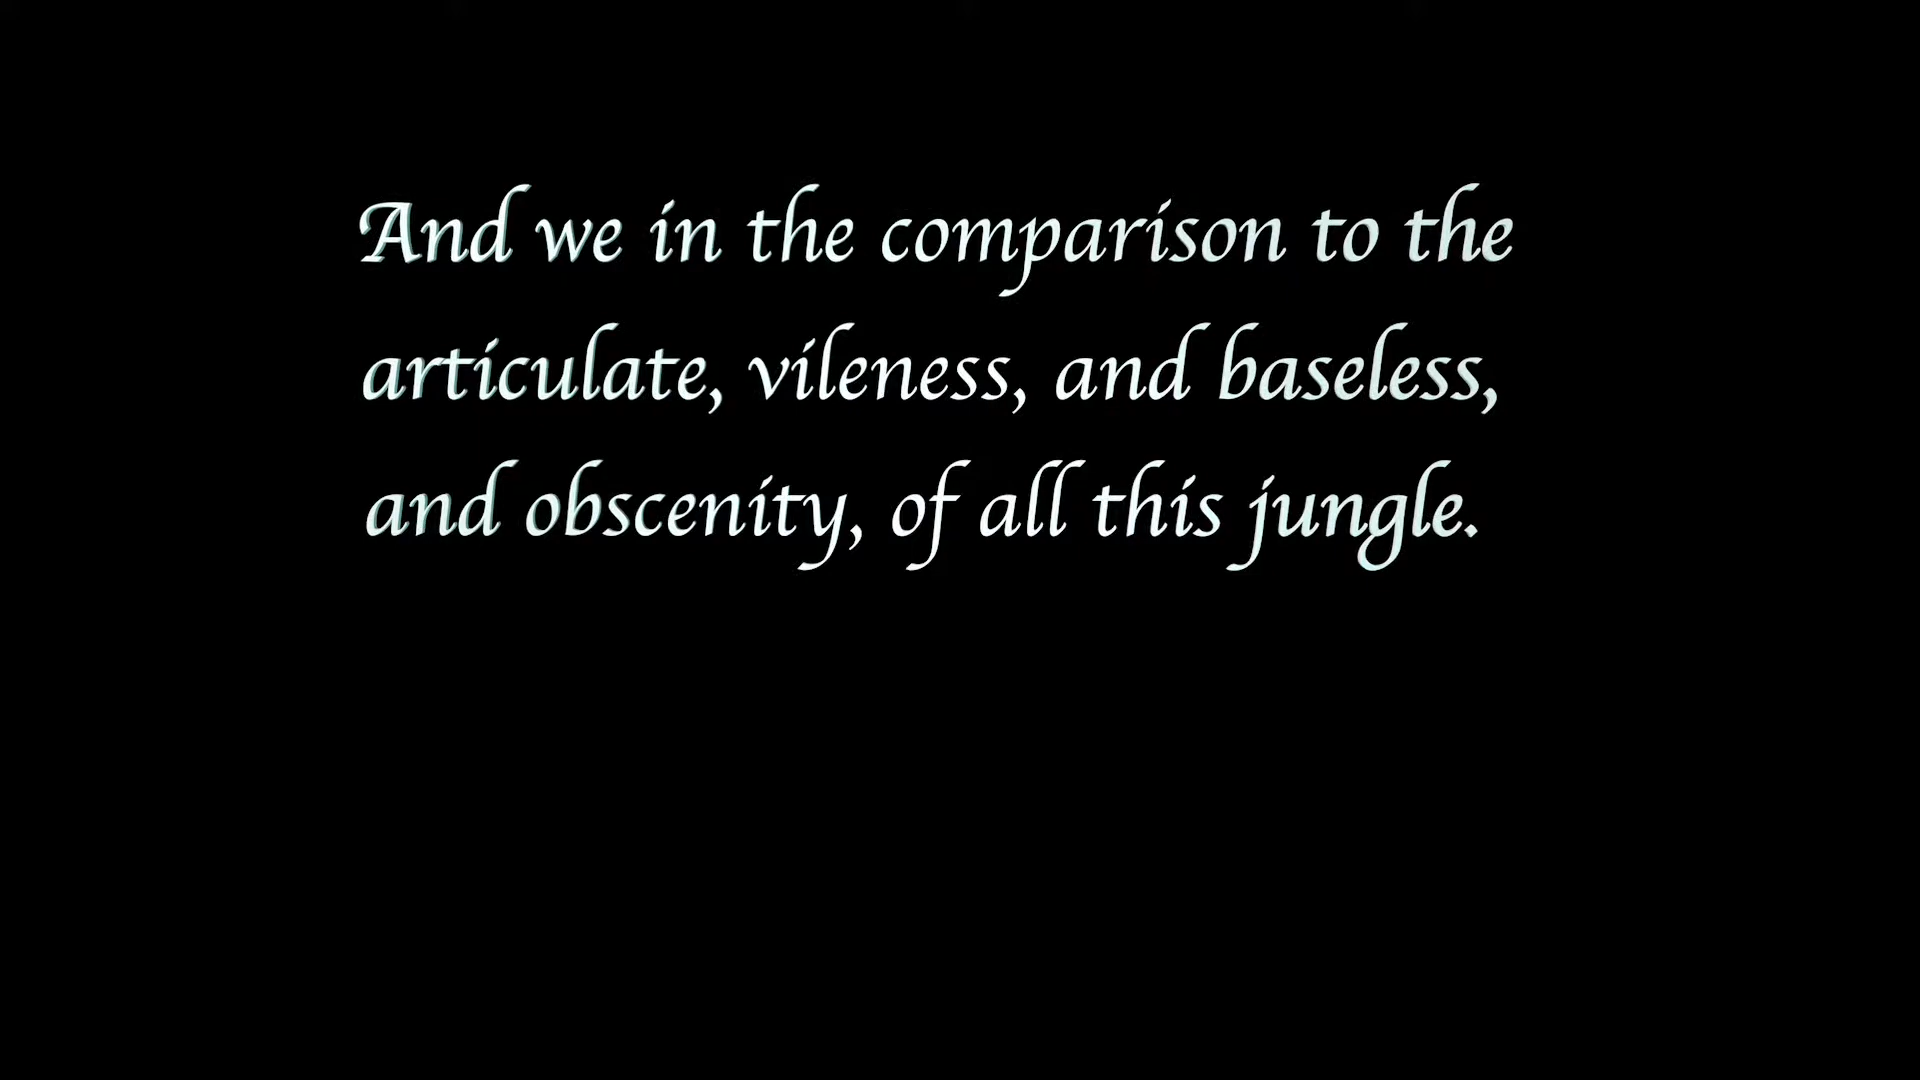 And we in the comparison to the
articulate, vileness, and baseless,
and obscenity, of all this jungle.